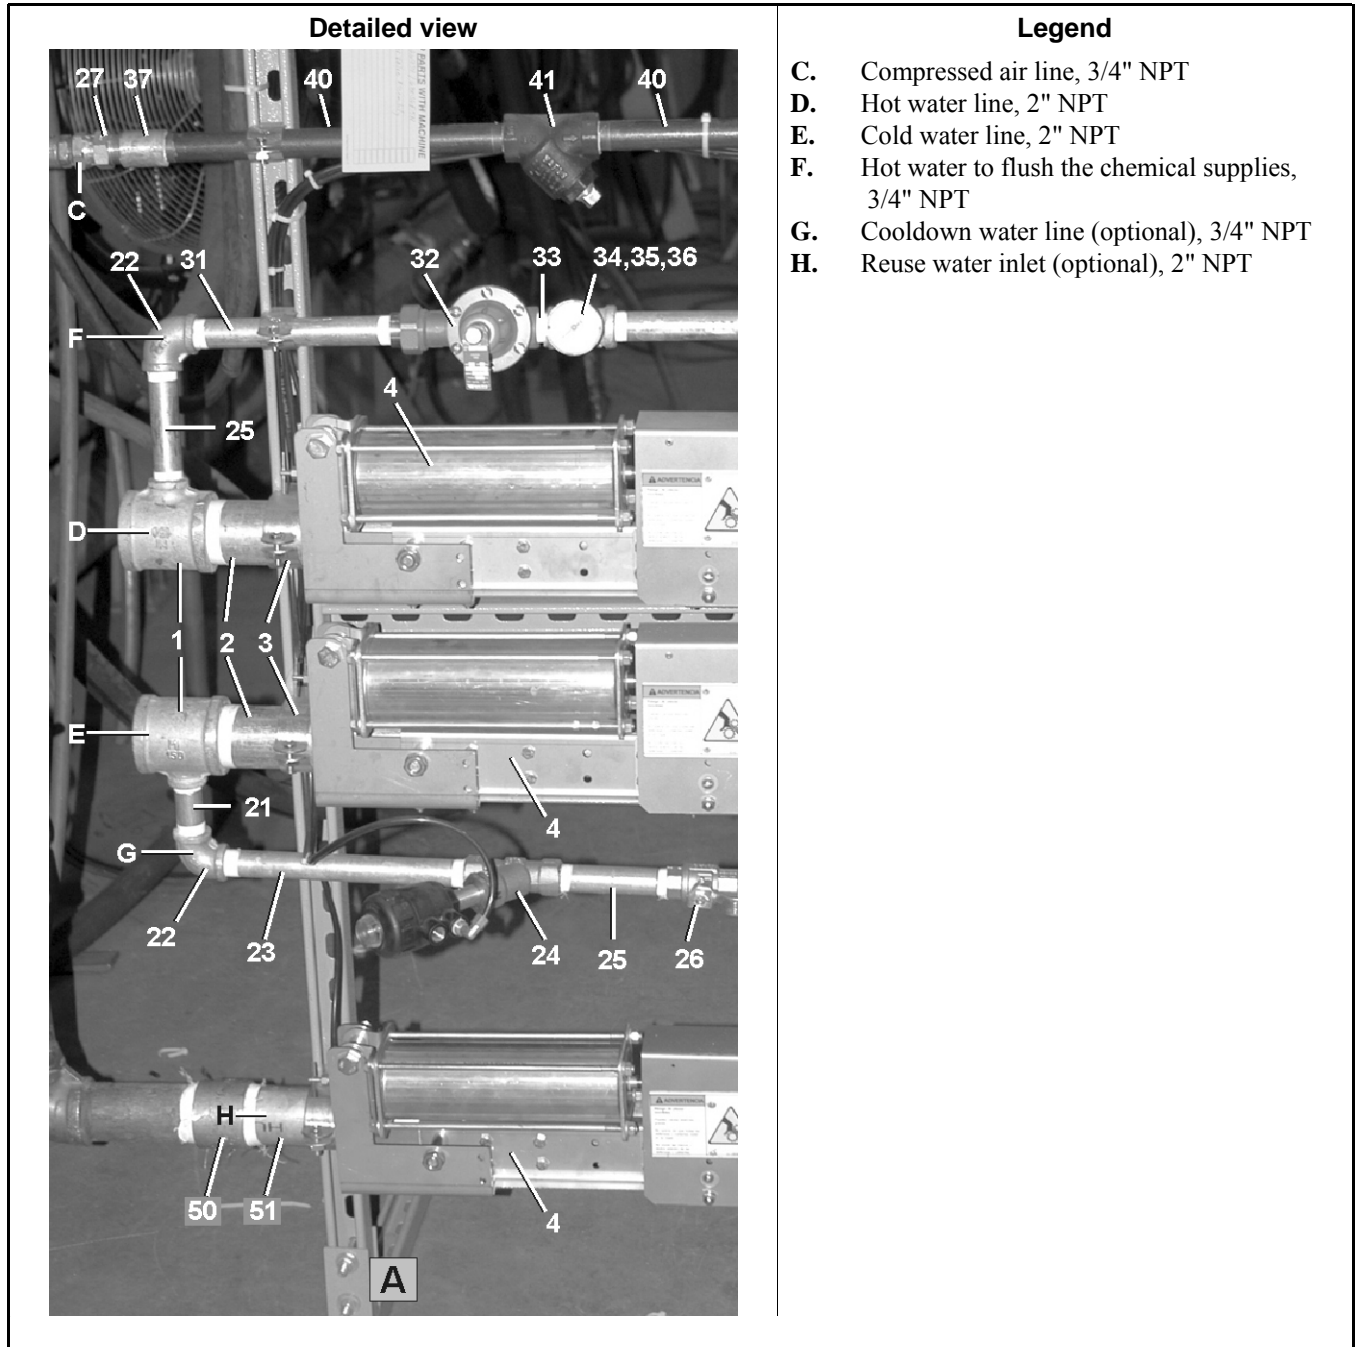 Detailed view
Legend
C. Compressed air line, 3/4" NPT
D. Hot water line, 2" NPT
E. Cold water line, 2" NPT
F. Hot water to flush the chemical supplies,
3/4" NPT
G. Cooldown water line (optional), 3/4" NPT
H. Reuse water inlet (optional), 2" NPT
27 37 40 41 40
PARTS WITH MACHINE
C
22 31 32 33 34,35,36
F
4
25
ADVERTENCIA
D
1 2 3
ADVERTENCIA
E
21
4
G
22 23 24 25 26
ADVERTENCIA
H
50 51
4
A